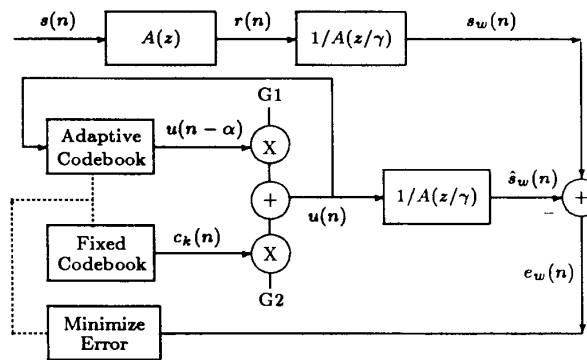 s(n)
A(z)
r(n)
1/A(z/γ)
s_w(n)
G1
Adaptive
Codebook
u(n − α)
X
+
u(n)
1/A(z/γ)
ŝ_w(n)
+
−
Fixed
Codebook
c_k(n)
X
G2
e_w(n)
Minimize
Error